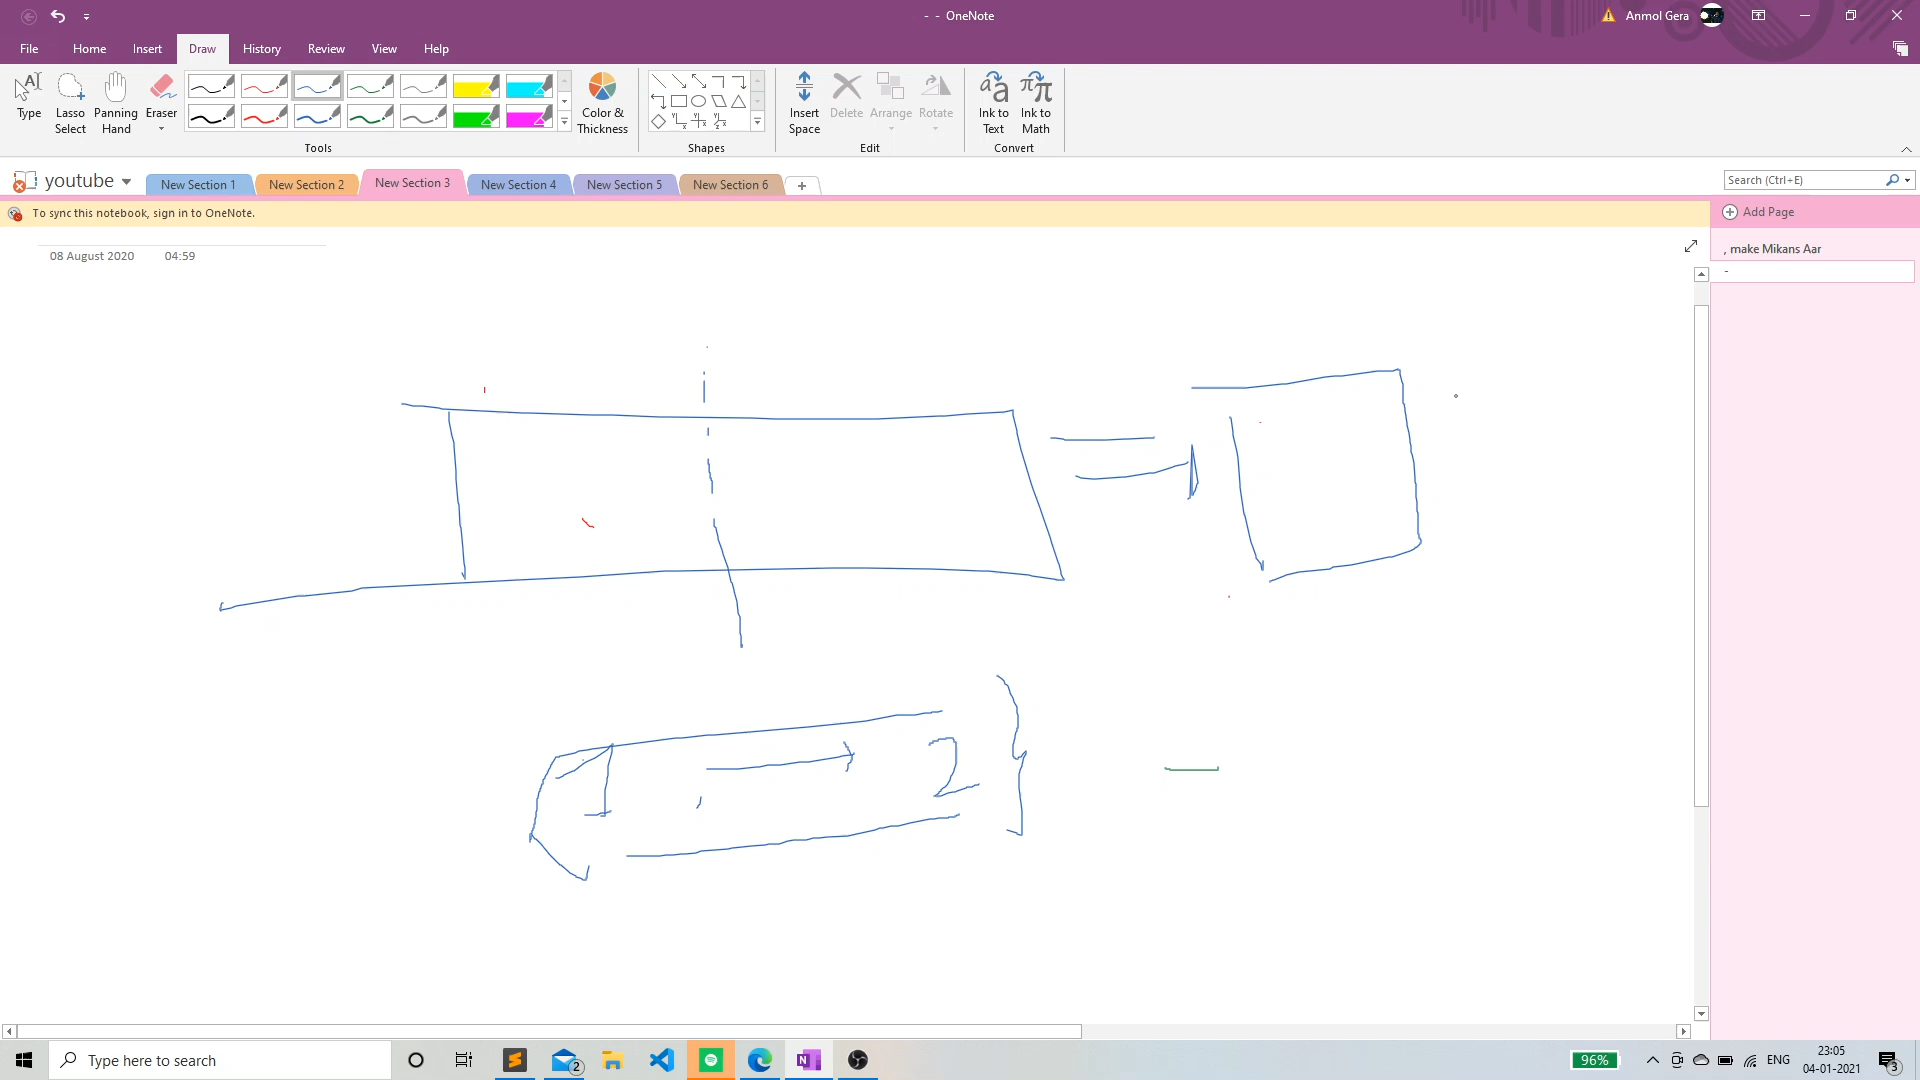 - - OneNote
Anmol Gera
File Home Insert Draw History Review View Help
Type
Lasso Select
Panning Hand
Eraser
Color & Thickness
Insert Space
Delete
Arrange
Rotate
Ink to Text
Ink to Math
Tools
Shapes
Edit
Convert
youtube
New Section 1
New Section 2
New Section 3
New Section 4
New Section 5
New Section 6
Search (Ctrl+E)
To sync this notebook, sign in to OneNote.
Add Page
08 August 2020 04:59
, make Mikans Aar
-
1 , 2
Type here to search
2
96%
ENG
23:05
04-01-2021
3